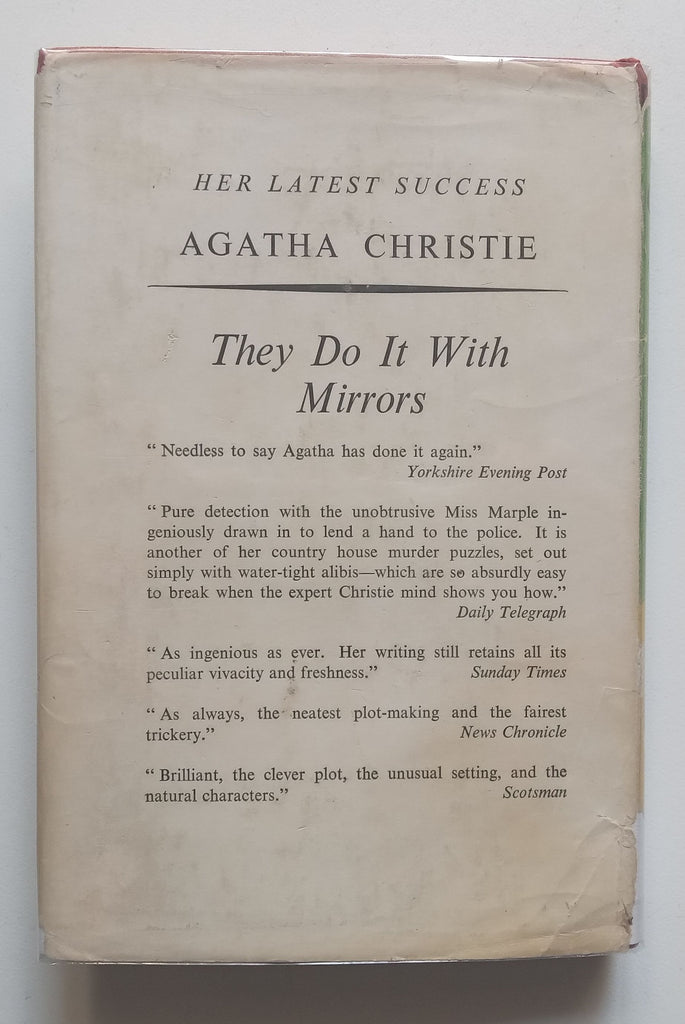 HER LATEST SUCCESS
AGATHA CHRISTIE
They Do It With
Mirrors
“ Needless to say Agatha has done it again.”
Yorkshire Evening Post
“ Pure detection with the unobtrusive Miss Marple in-
geniously drawn in to lend a hand to the police. It is
another of her country house murder puzzles, set out
simply with water-tight alibis—which are so absurdly easy
to break when the expert Christie mind shows you how.”
Daily Telegraph
“ As ingenious as ever. Her writing still retains all its
peculiar vivacity and freshness.” Sunday Times
“ As always, the neatest plot-making and the fairest
trickery.” News Chronicle
“ Brilliant, the clever plot, the unusual setting, and the
natural characters.” Scotsman